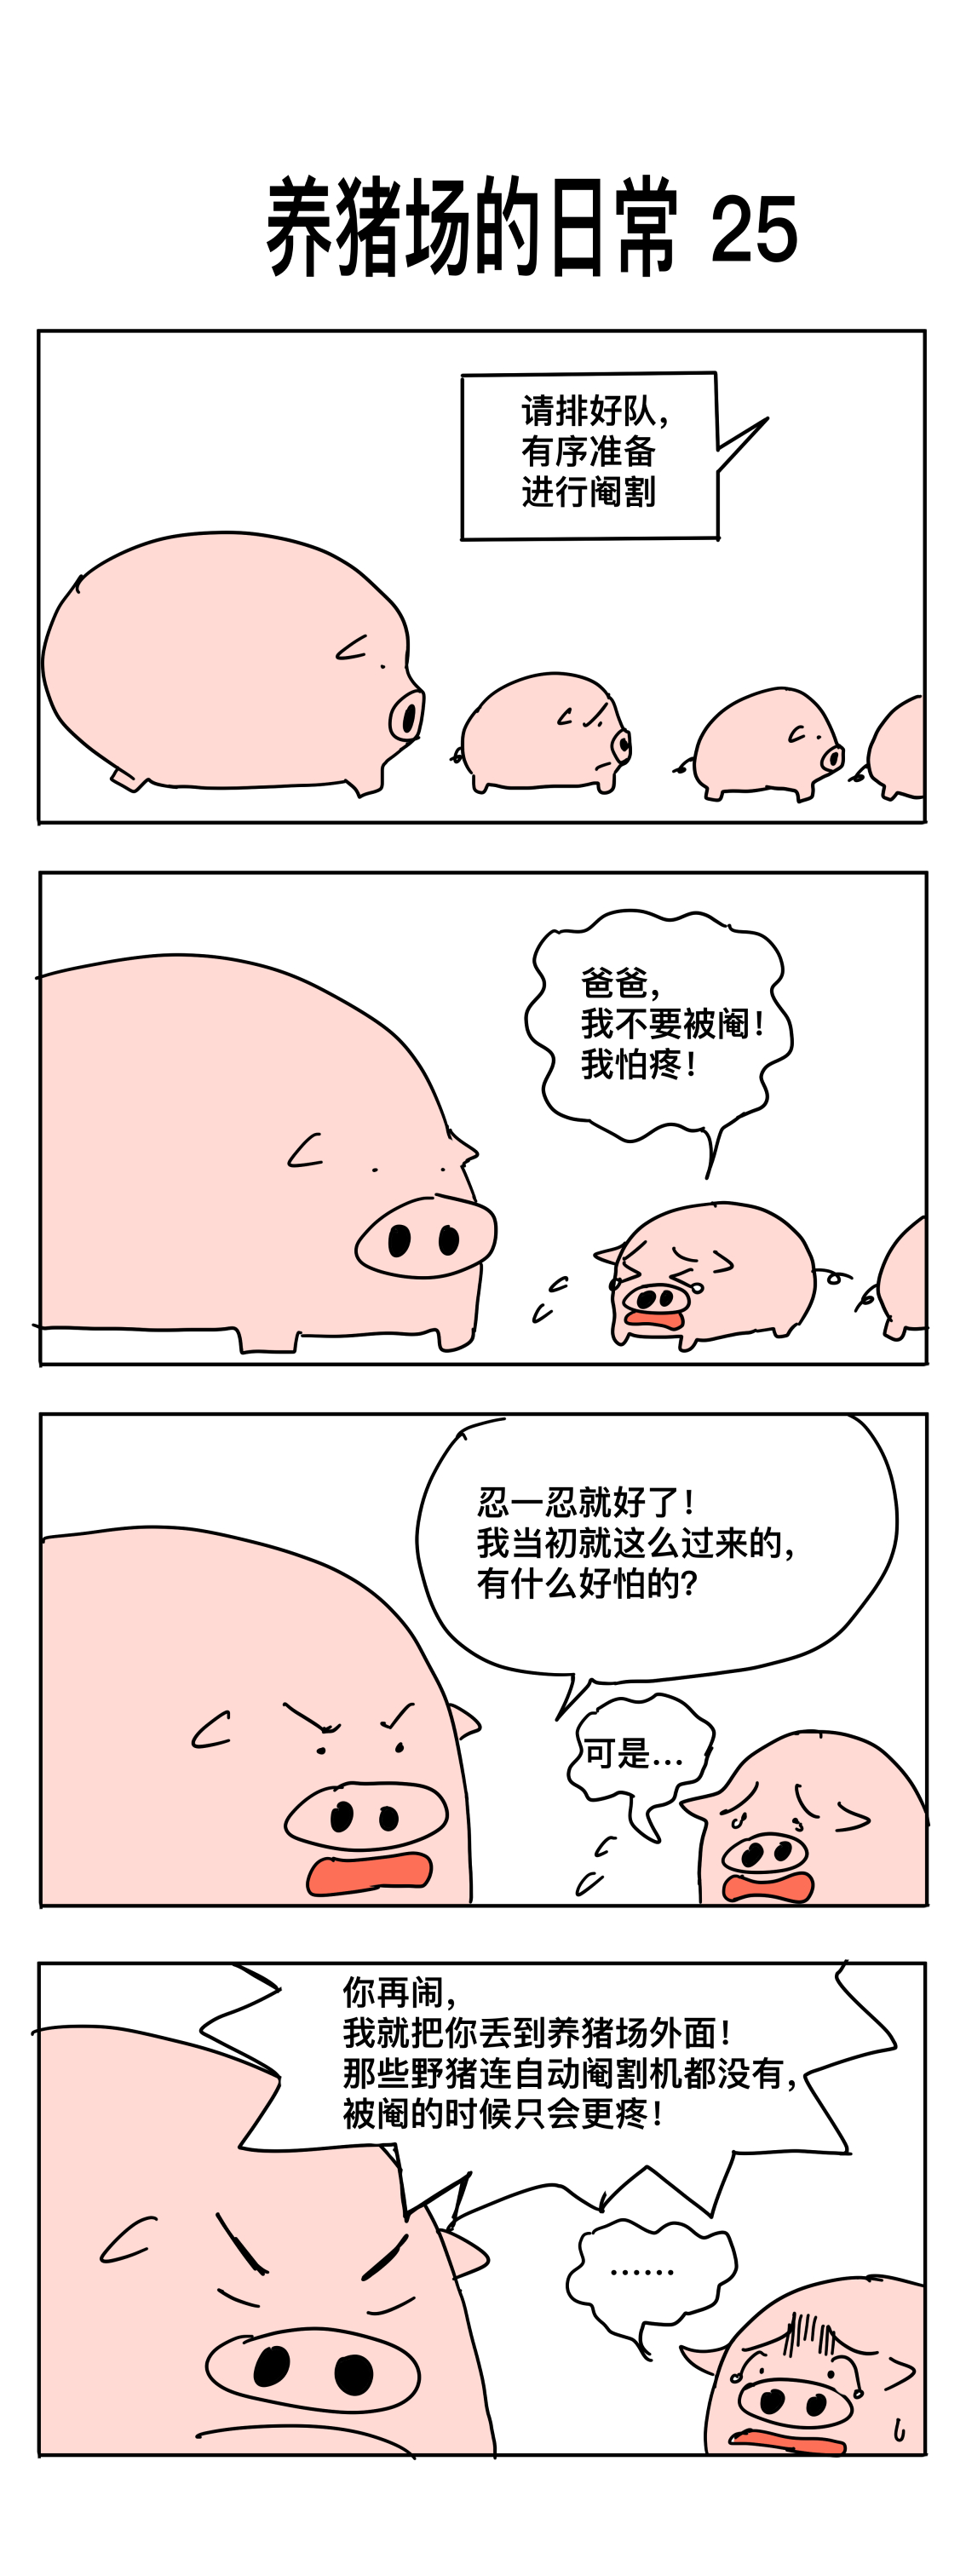 养猪场的日常 25
请排好队，
有序准备
进行阉割
爸爸，
我不要被阉！
我怕疼！
忍一忍就好了！
我当初就这么过来的，
有什么好怕的？
可是...
你再闹，
我就把你丢到养猪场外面！
那些野猪连自动阉割机都没有，
被阉的时候只会更疼！
……